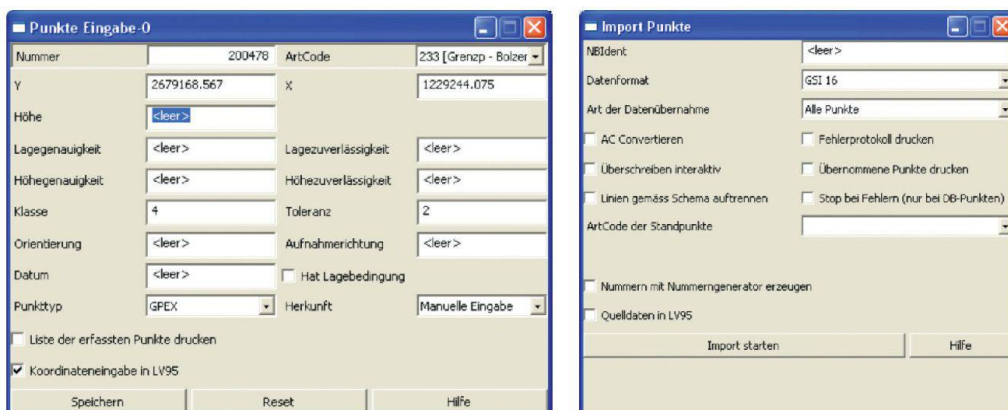 Punkte Eingabe-0
Nummer 200478 ArtCode 233 [Grenzp - Bolzer
Y 2679168.567 X 1229244.075
Höhe <leer>
Lagegenauigkeit <leer> Lagezuverlässigkeit <leer>
Höhegenauigkeit <leer> Höhezuverlässigkeit <leer>
Klasse 4 Toleranz 2
Orientierung <leer> Aufnahmerichtung <leer>
Datum <leer> Hat Lagebedingung
Punkttyp GPEX Herkunft Manuelle Eingabe
Liste der erfassten Punkte drucken
Koordinateneingabe in LV95
Speichern Reset Hilfe
Import Punkte
NBIdent <leer>
Datenformat GSI 16
Art der Datenübernahme Alle Punkte
AC Convertieren Fehlerprotokoll drucken
Überschreiben interaktiv Übernommene Punkte drucken
Linien gemäss Schema auftrennen Stop bei Fehlern (nur bei DB-Punkten)
ArtCode der Standpunkte
Nummern mit Nummerngenerator erzeugen
Quelldaten in LV95
Import starten Hilfe